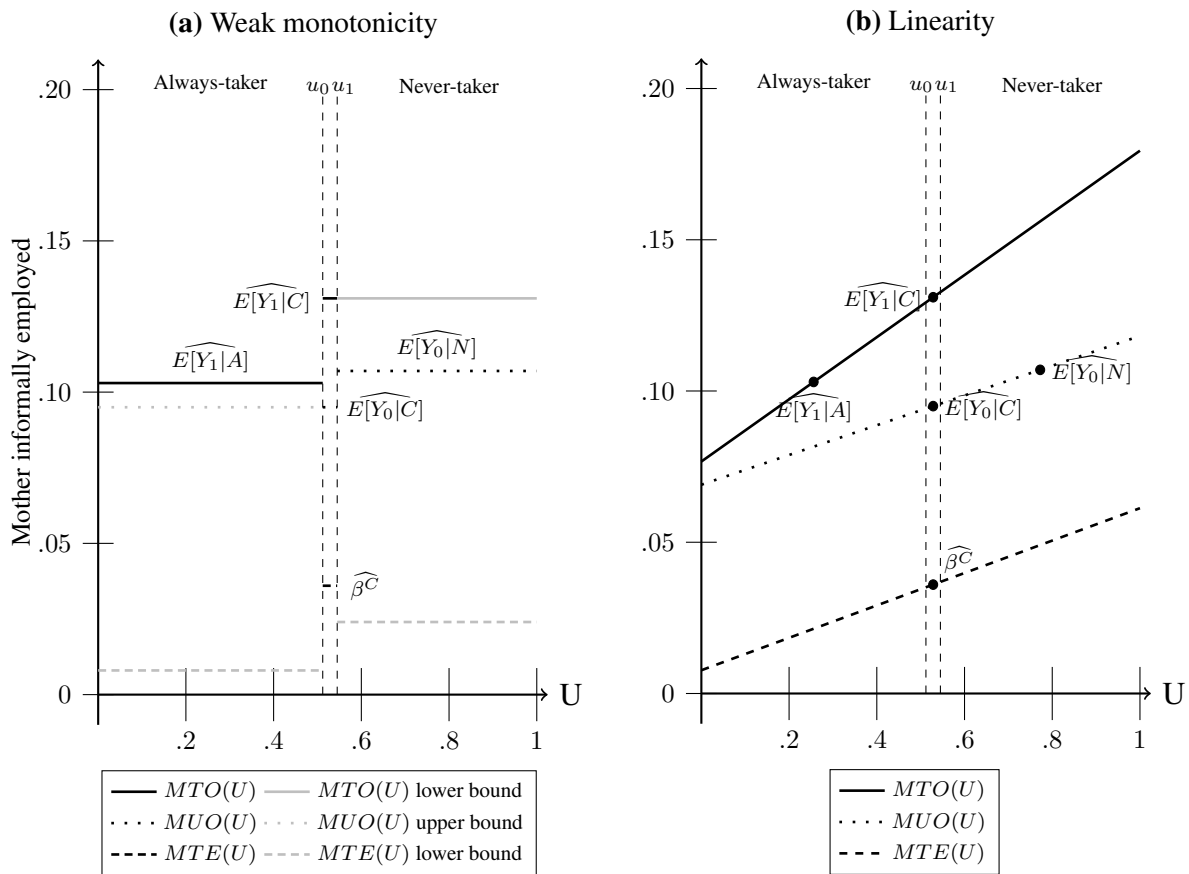 (a) Weak monotonicity
Mother informally employed
.20
.15
.10
.05
0
Always-taker
u0 u1
Never-taker
E[Y1|C]
E[Y1|A]
E[Y0|N]
E[Y0|C]
βC
.2 .4 .6 .8 1
U
MTO(U) MTO(U) lower bound
MUO(U) MUO(U) upper bound
MTE(U) MTE(U) lower bound
(b) Linearity
.20
.15
.10
.05
0
Always-taker
u0 u1
Never-taker
E[Y1|C]
E[Y1|A]
E[Y0|N]
E[Y0|C]
βC
.2 .4 .6 .8 1
U
MTO(U)
MUO(U)
MTE(U)